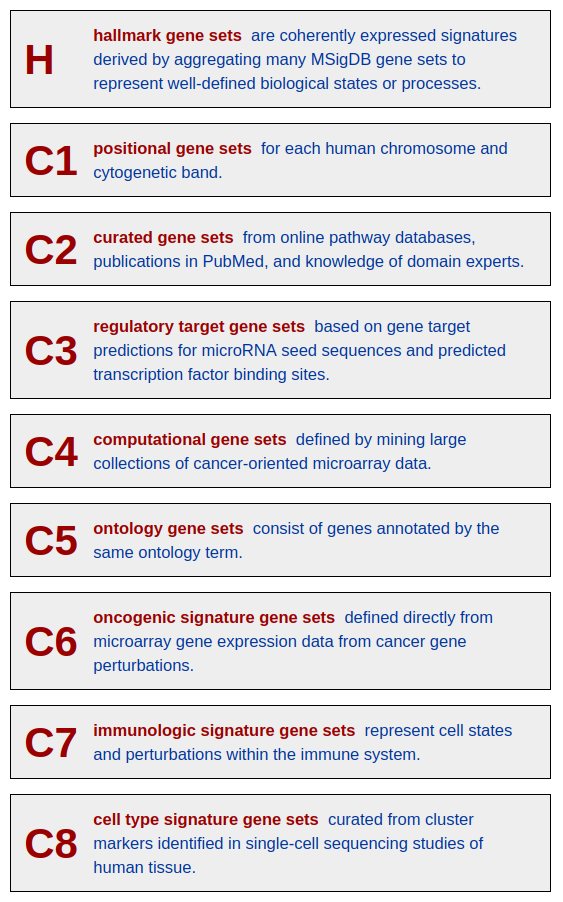 H
hallmark gene sets are coherently expressed signatures
derived by aggregating many MSigDB gene sets to
represent well-defined biological states or processes.
C1
positional gene sets for each human chromosome and
cytogenetic band.
C2
curated gene sets from online pathway databases,
publications in PubMed, and knowledge of domain experts.
C3
regulatory target gene sets based on gene target
predictions for microRNA seed sequences and predicted
transcription factor binding sites.
C4
computational gene sets defined by mining large
collections of cancer-oriented microarray data.
C5
ontology gene sets consist of genes annotated by the
same ontology term.
C6
oncogenic signature gene sets defined directly from
microarray gene expression data from cancer gene
perturbations.
C7
immunologic signature gene sets represent cell states
and perturbations within the immune system.
C8
cell type signature gene sets curated from cluster
markers identified in single-cell sequencing studies of
human tissue.